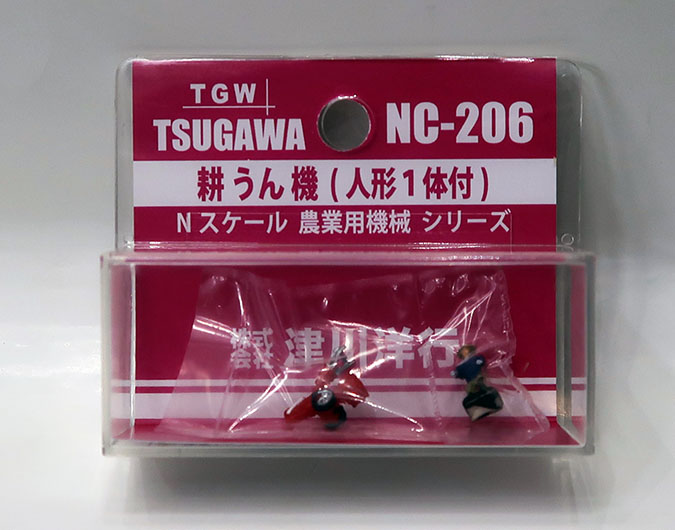 TGW
TSUGAWA
NC-206
耕うん機(人形1体付)
Nスケール 農業用機械 シリーズ
株式会社 津川洋行